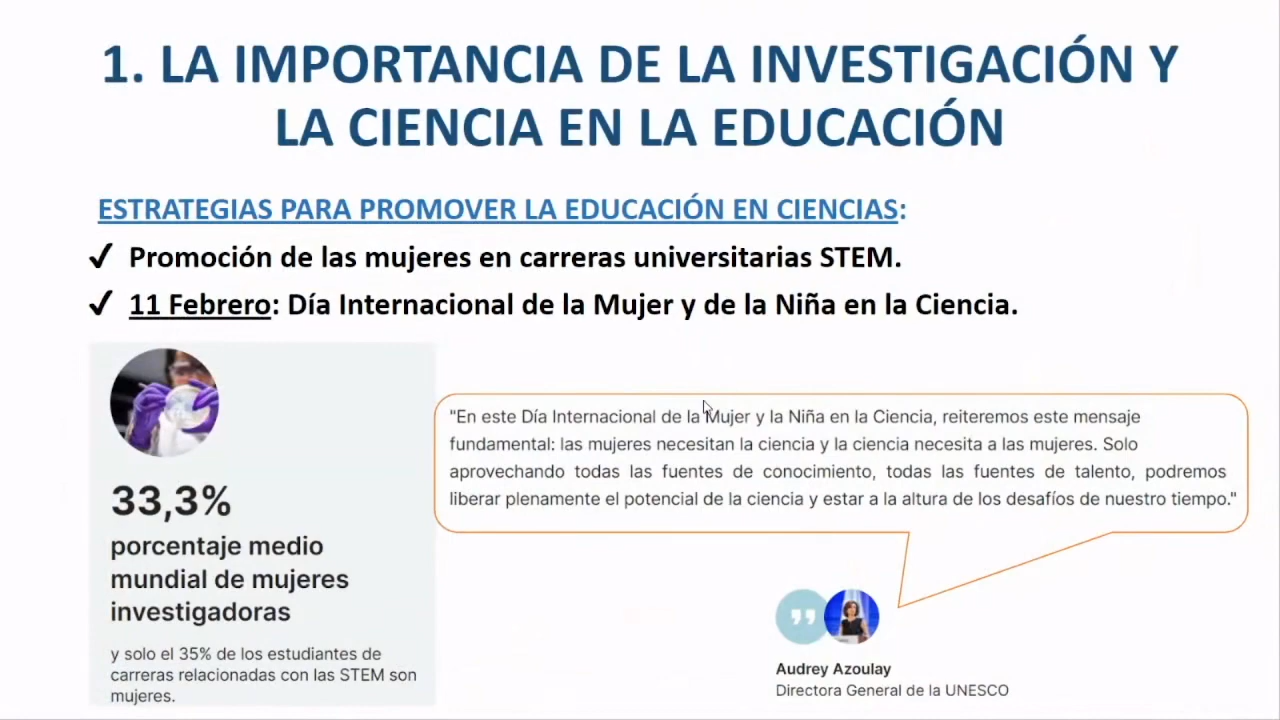 1. LA IMPORTANCIA DE LA INVESTIGACIÓN Y
LA CIENCIA EN LA EDUCACIÓN
ESTRATEGIAS PARA PROMOVER LA EDUCACIÓN EN CIENCIAS:
✓ Promoción de las mujeres en carreras universitarias STEM.
✓ 11 Febrero: Día Internacional de la Mujer y de la Niña en la Ciencia.
33,3%
porcentaje medio
mundial de mujeres
investigadoras
y solo el 35% de los estudiantes de
carreras relacionadas con las STEM son
mujeres.
"En este Día Internacional de la Mujer y la Niña en la Ciencia, reiteremos este mensaje
fundamental: las mujeres necesitan la ciencia y la ciencia necesita a las mujeres. Solo
aprovechando todas las fuentes de conocimiento, todas las fuentes de talento, podremos
liberar plenamente el potencial de la ciencia y estar a la altura de los desafíos de nuestro tiempo."
Audrey Azoulay
Directora General de la UNESCO